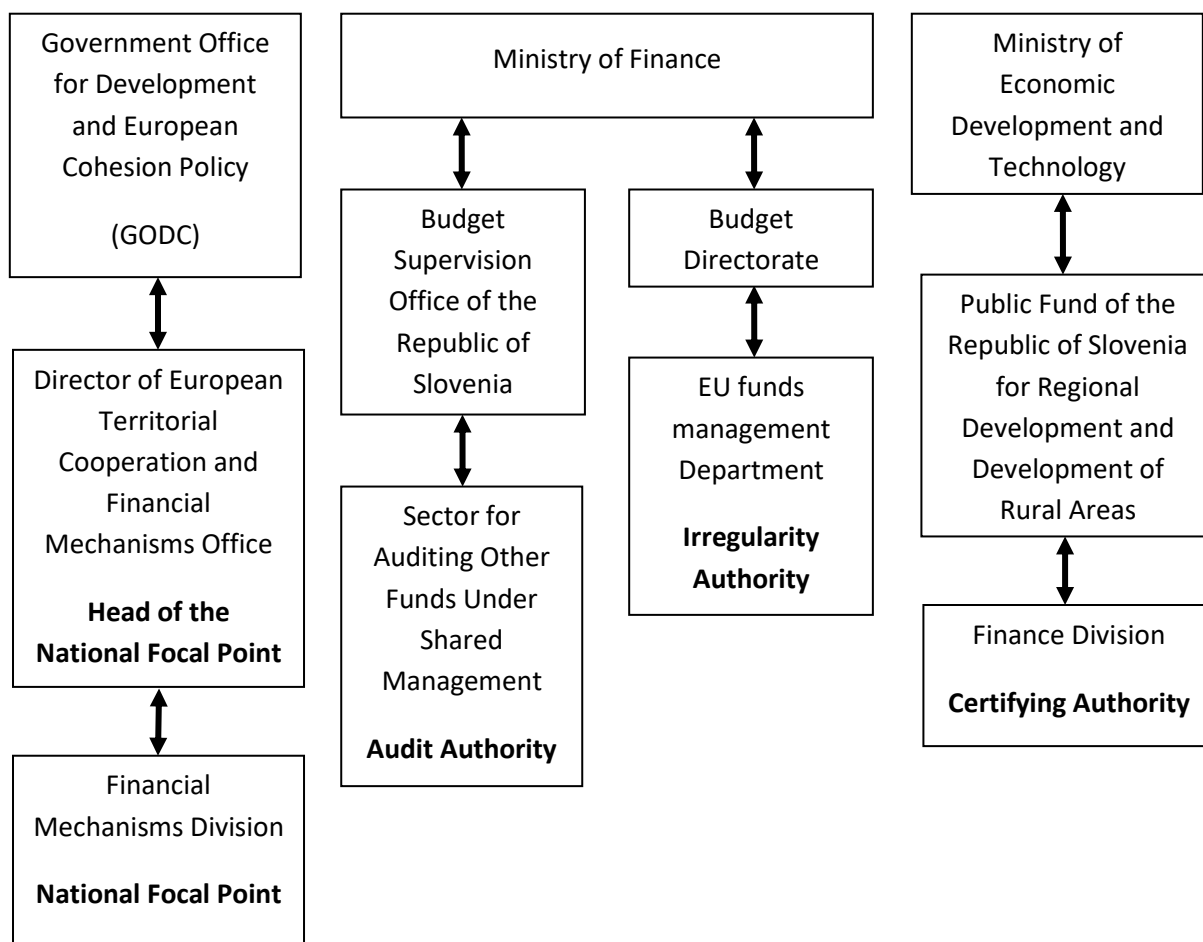 Government Office
for Development
and European
Cohesion Policy
(GODC)
Director of European
Territorial
Cooperation and
Financial
Mechanisms Office
Head of the
National Focal Point
Financial
Mechanisms Division
National Focal Point
Ministry of Finance
Budget
Supervision
Office of the
Republic of
Slovenia
Sector for
Auditing Other
Funds Under
Shared
Management
Audit Authority
Budget
Directorate
EU funds
management
Department
Irregularity
Authority
Ministry of
Economic
Development and
Technology
Public Fund of the
Republic of Slovenia
for Regional
Development and
Development of
Rural Areas
Finance Division
Certifying Authority